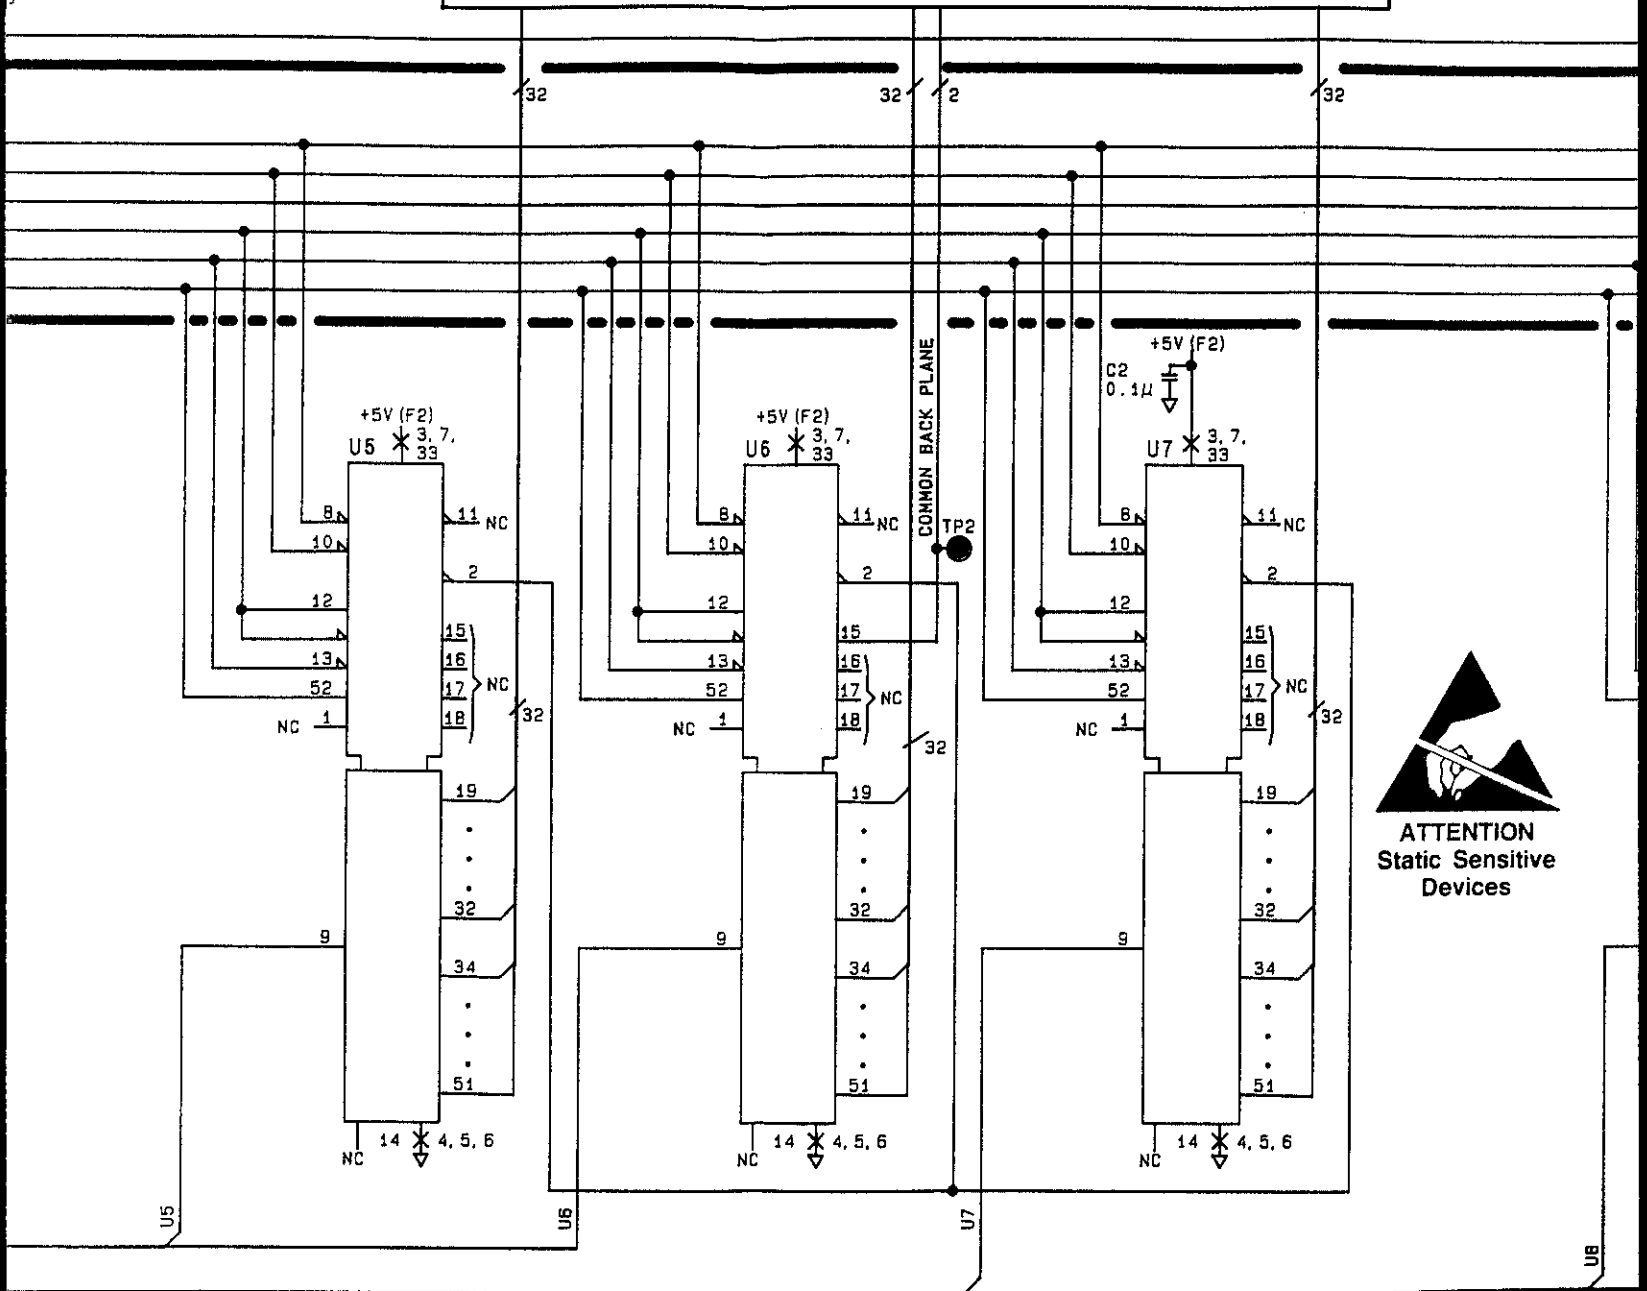 32
32
2
32
+5V (F2)
C2
0.1µ
COMMON BACK PLANE
+5V (F2)
U5
3, 7,
33
+5V (F2)
U6
3, 7,
33
U7
3, 7,
33
8
11
NC
10
2
12
15
13
16
NC
52
17
NC
1
18
32
19
32
9
34
51
14
4, 5, 6
NC
8
11
NC
TP2
10
2
12
15
13
16
52
17
NC
NC
1
18
32
19
32
9
34
51
14
4, 5, 6
NC
8
11
NC
10
2
12
15
13
16
NC
52
17
NC
1
18
32
19
32
9
34
51
14
4, 5, 6
NC
ATTENTION
Static Sensitive
Devices
U5
U6
U7
U8